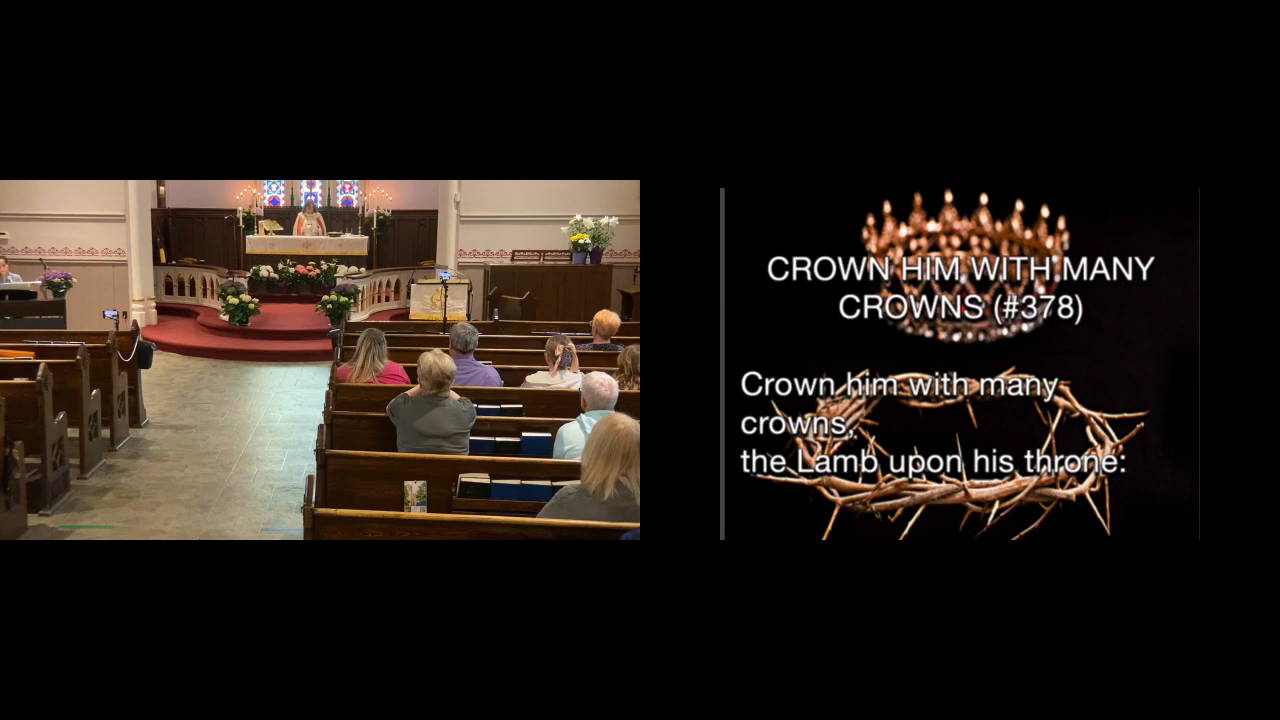 CROWN HIM WITH MANY
CROWNS (#378)
Crown him with many
crowns,
the Lamb upon his throne: